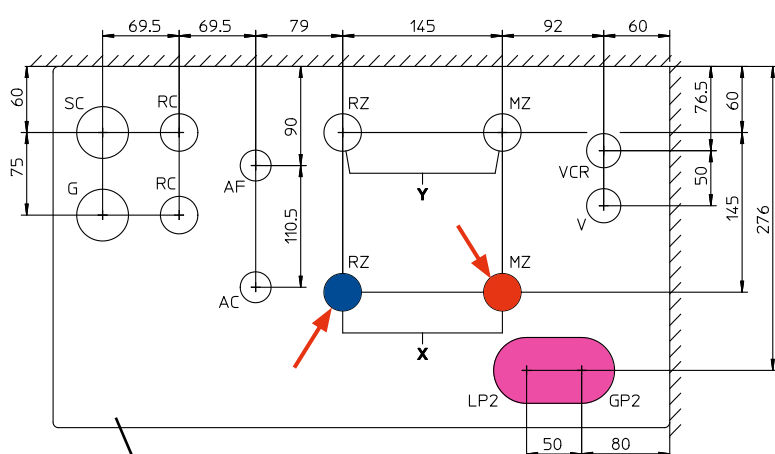 69.5 69.5 79 145 92 60
60 SC RC 90 RZ MZ 76.5 60
75 G RC AF Y VCR 50 145 276
110.5 V
AC RZ MZ
X
LP2 GP2
50 80